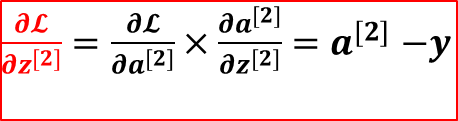 ∂ℒ/∂z^[2] = ∂ℒ/∂a^[2] × ∂a^[2]/∂z^[2] = a^[2] − y